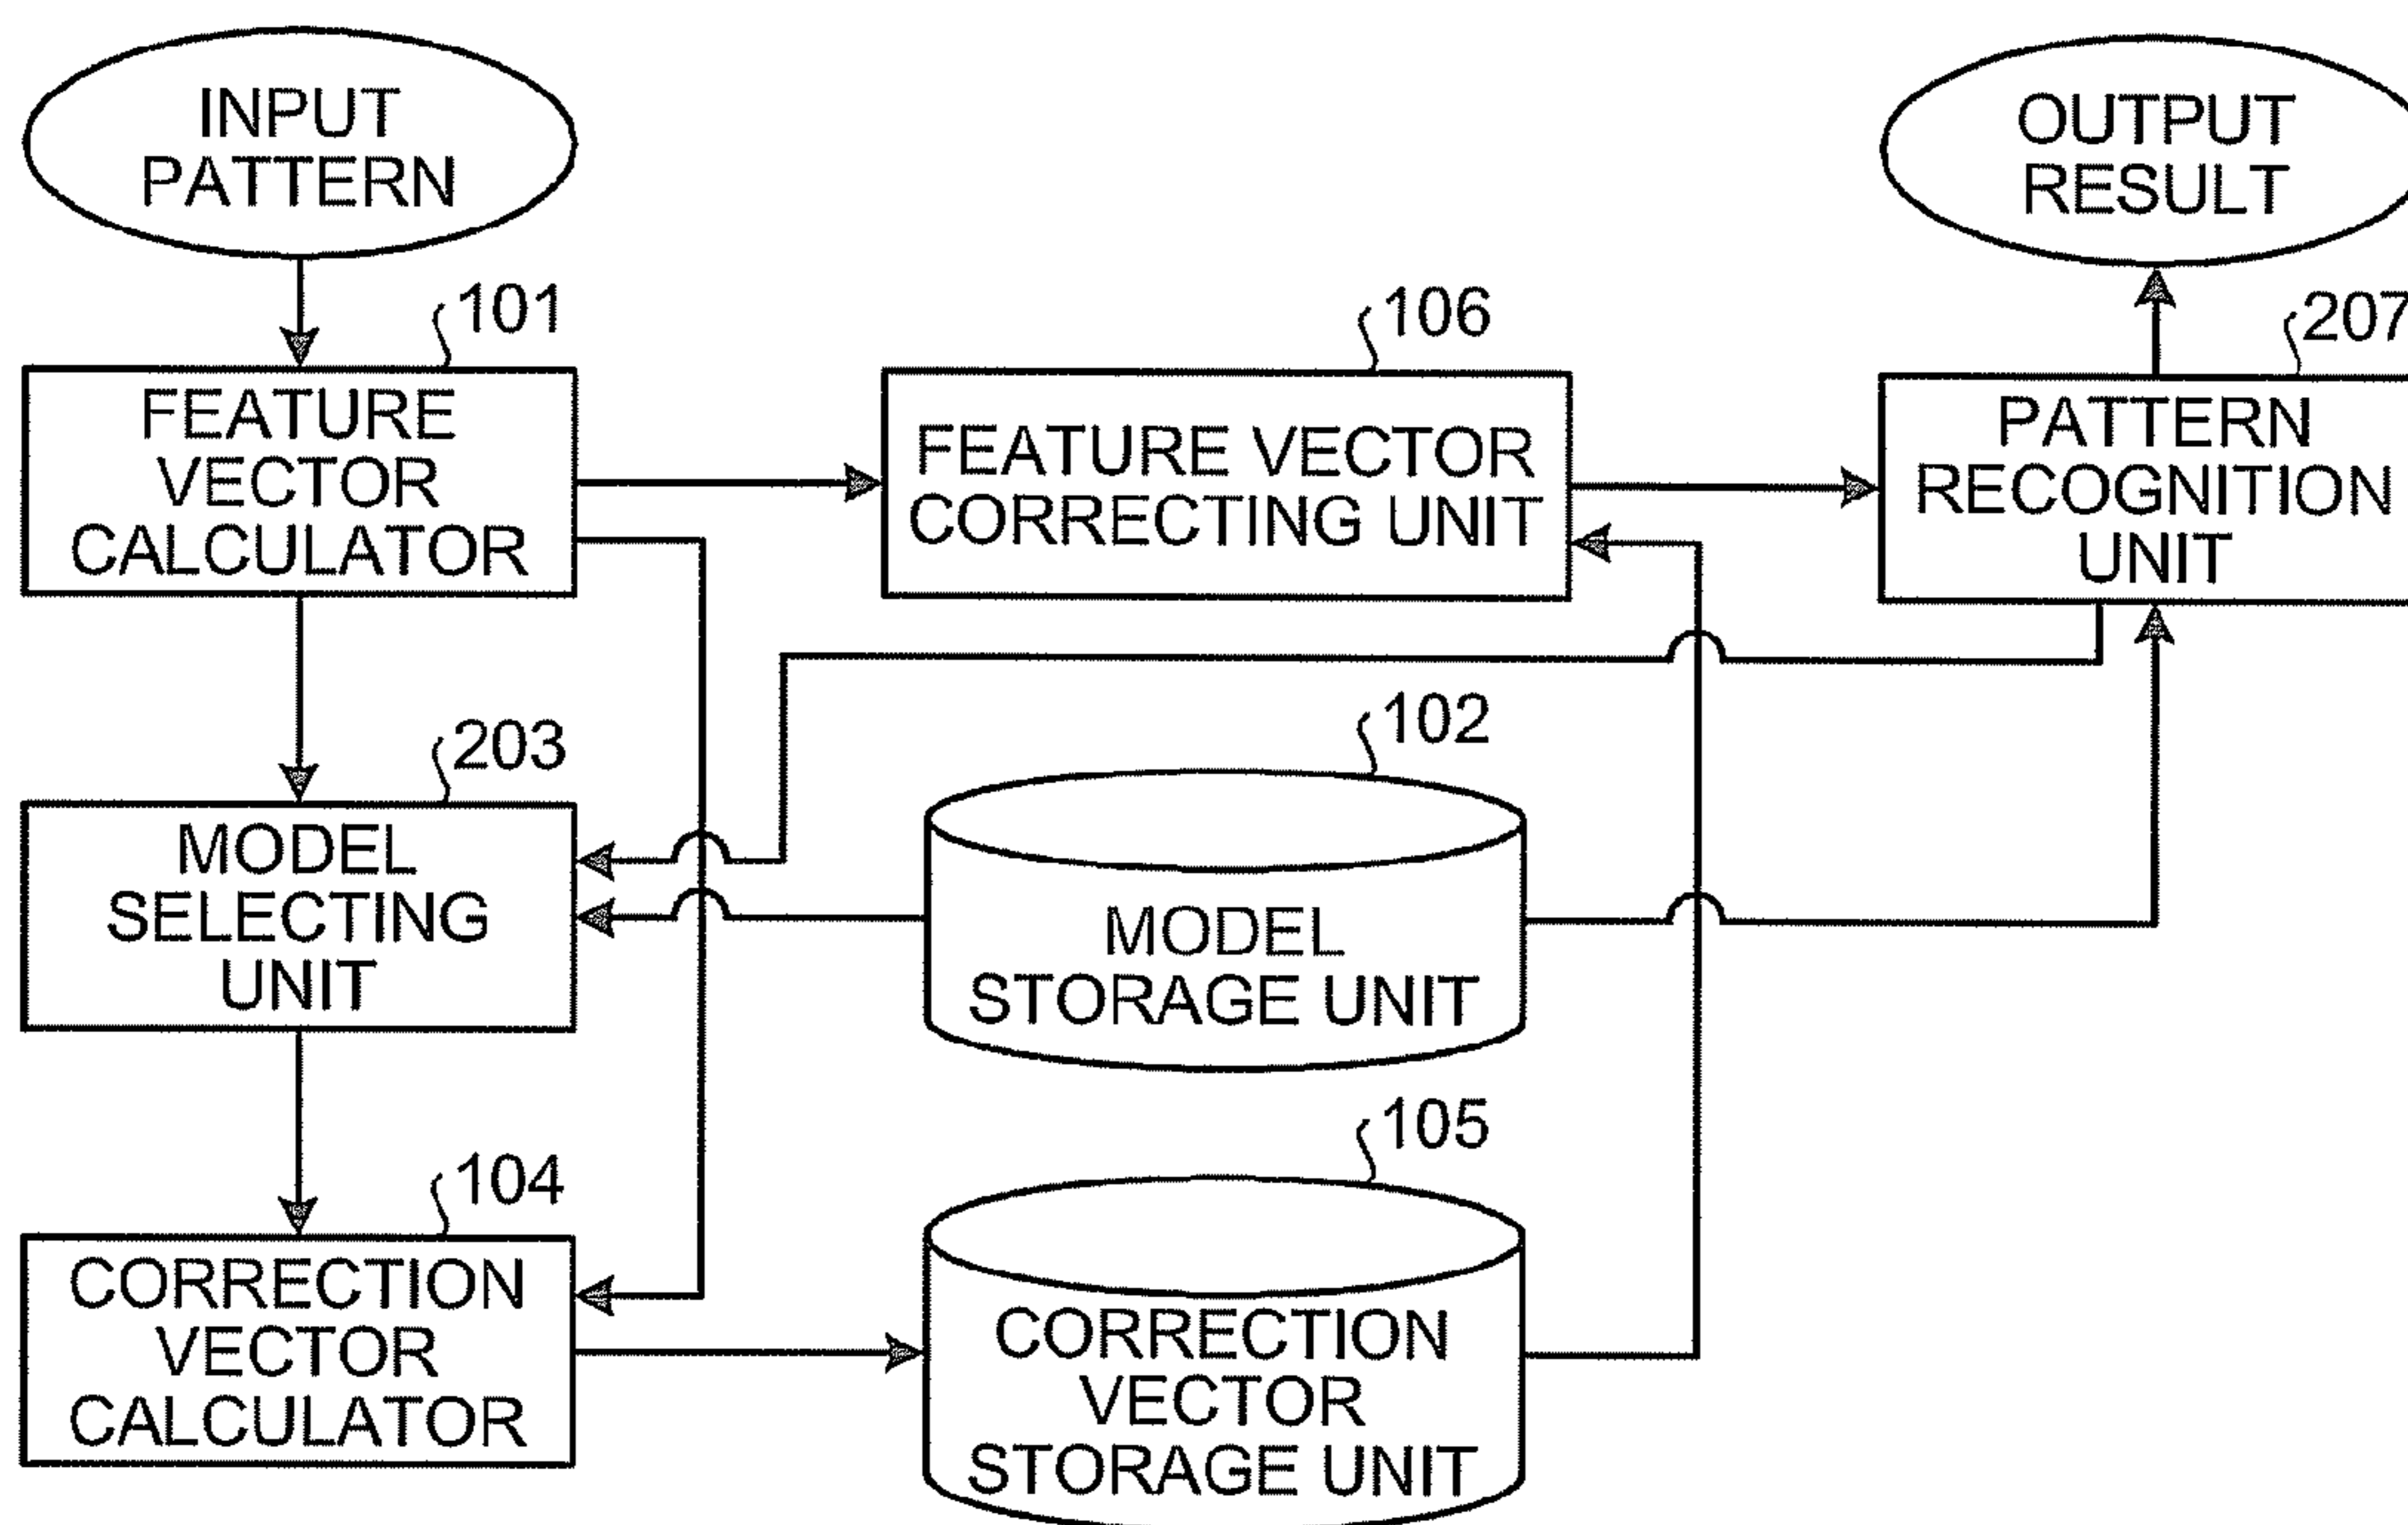 INPUT
PATTERN
OUTPUT
RESULT
101
FEATURE
VECTOR
CALCULATOR
106
FEATURE VECTOR
CORRECTING UNIT
207
PATTERN
RECOGNITION
UNIT
203
MODEL
SELECTING
UNIT
102
MODEL
STORAGE UNIT
104
CORRECTION
VECTOR
CALCULATOR
105
CORRECTION
VECTOR
STORAGE UNIT